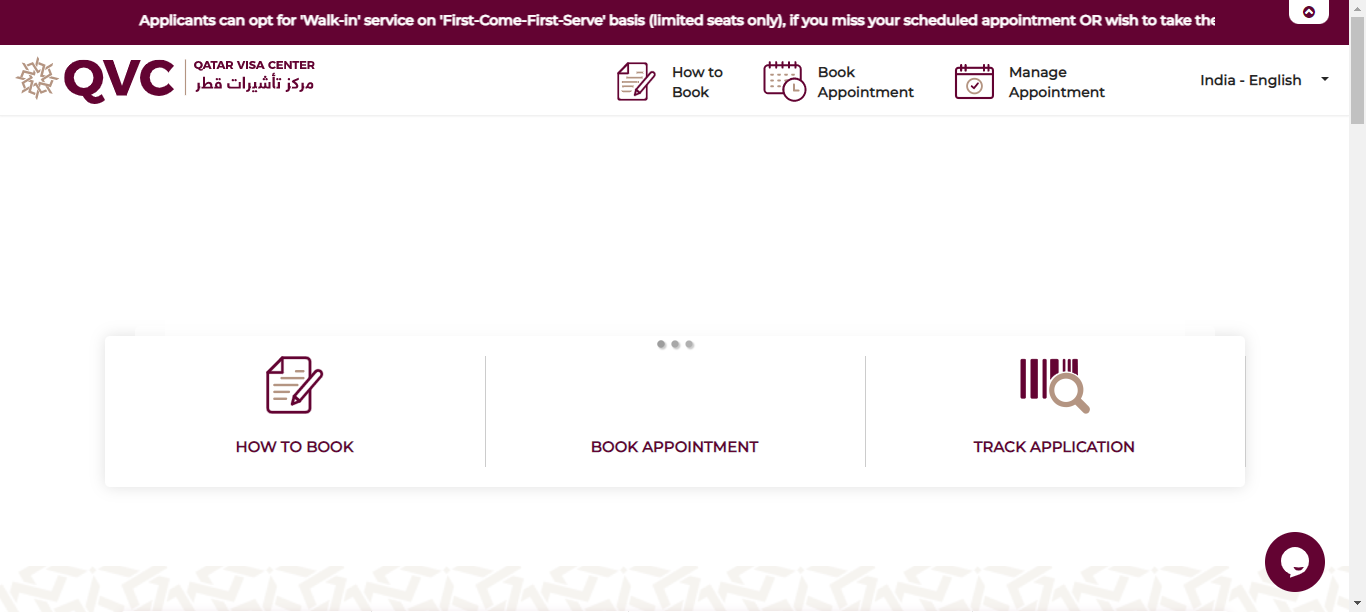 Applicants can opt for 'Walk-in' service on 'First-Come-First-Serve' basis (limited seats only), if you miss your scheduled appointment OR wish to take the
QVC
QATAR VISA CENTER
مركز تأشيرات قطر
How to
Book
Book
Appointment
Manage
Appointment
India - English
HOW TO BOOK
BOOK APPOINTMENT
TRACK APPLICATION